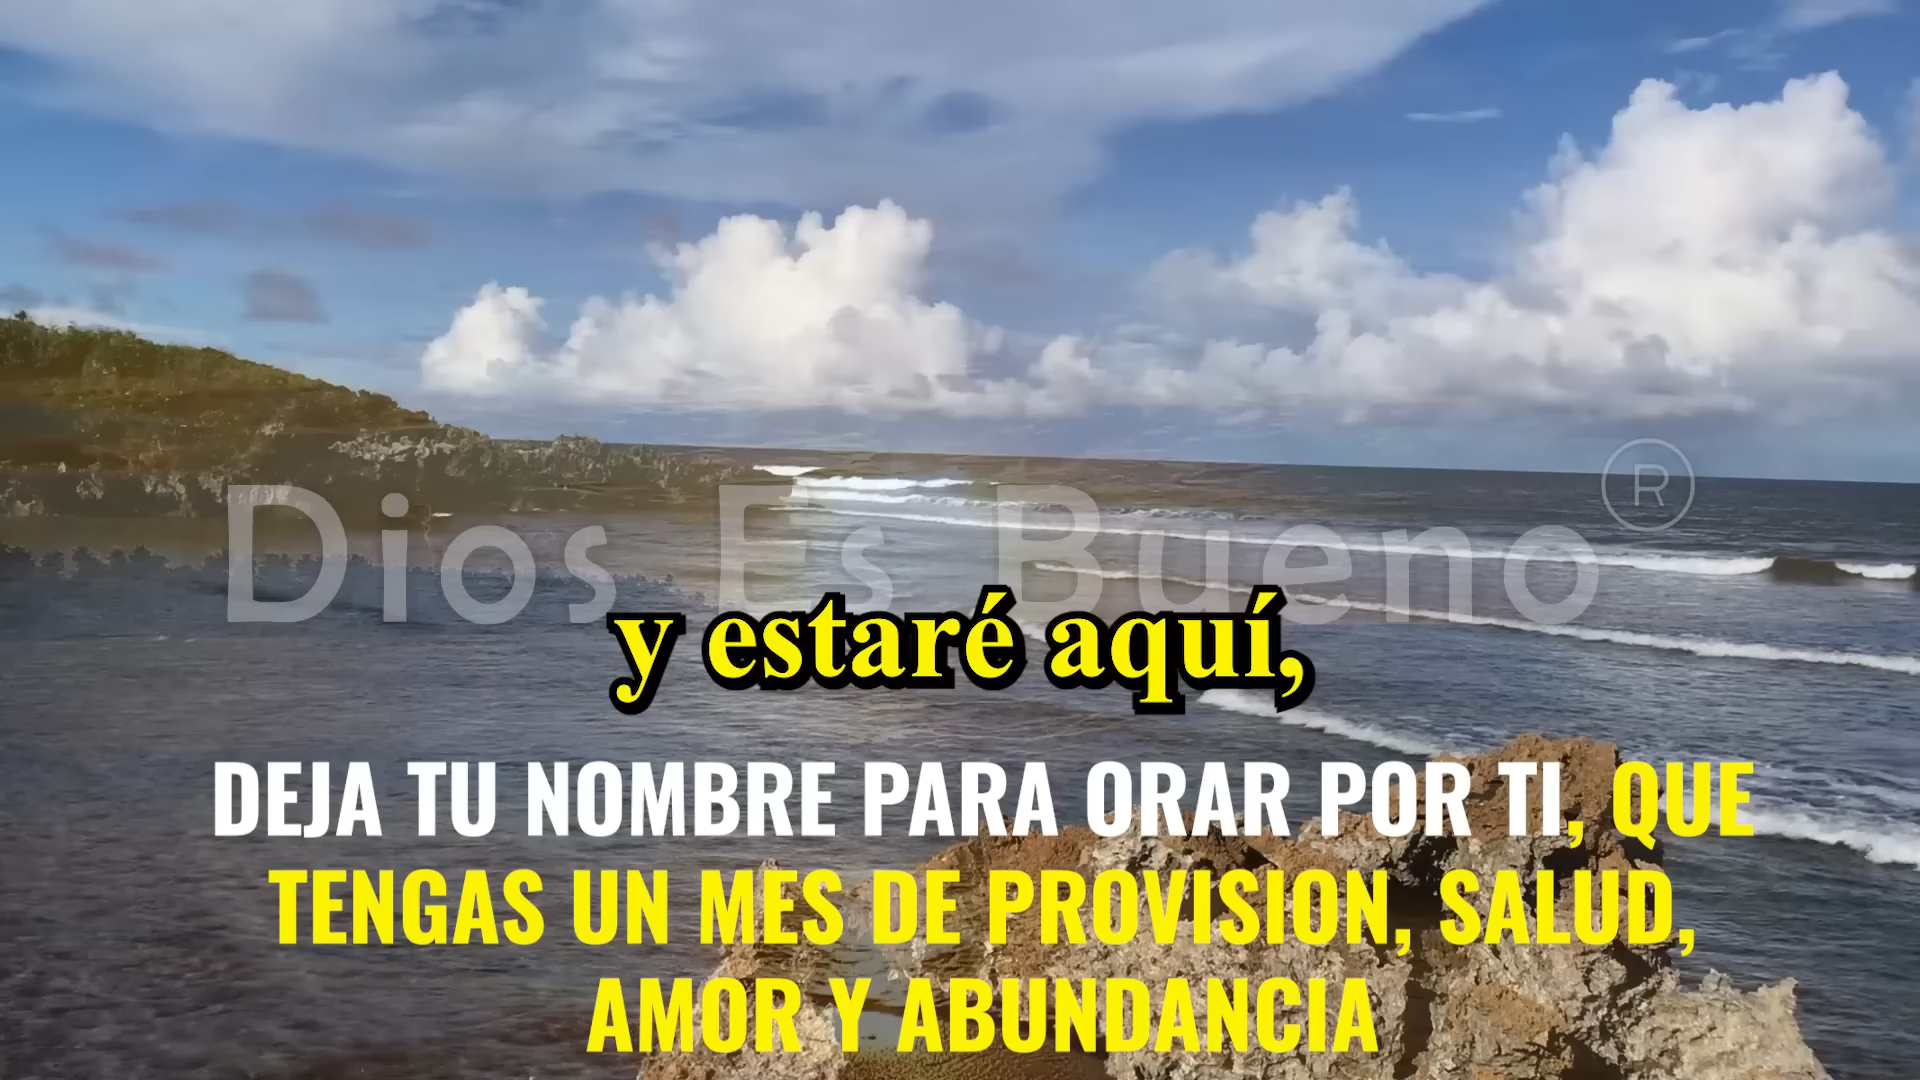 Dios Es Bueno ®
y estaré aquí,
DEJA TU NOMBRE PARA ORAR POR TI, QUE
TENGAS UN MES DE PROVISION, SALUD,
AMOR Y ABUNDANCIA